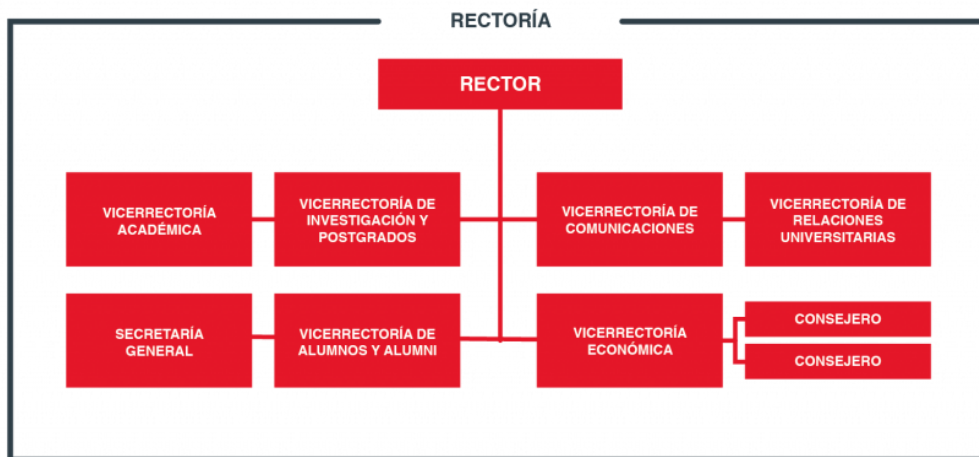 RECTORÍA
RECTOR
VICERRECTORÍA
ACADÉMICA
VICERRECTORÍA DE
INVESTIGACIÓN Y
POSTGRADOS
VICERRECTORÍA DE
COMUNICACIONES
VICERRECTORÍA DE
RELACIONES
UNIVERSITARIAS
SECRETARÍA
GENERAL
VICERRECTORÍA DE
ALUMNOS Y ALUMNI
VICERRECTORÍA
ECONÓMICA
CONSEJERO
CONSEJERO